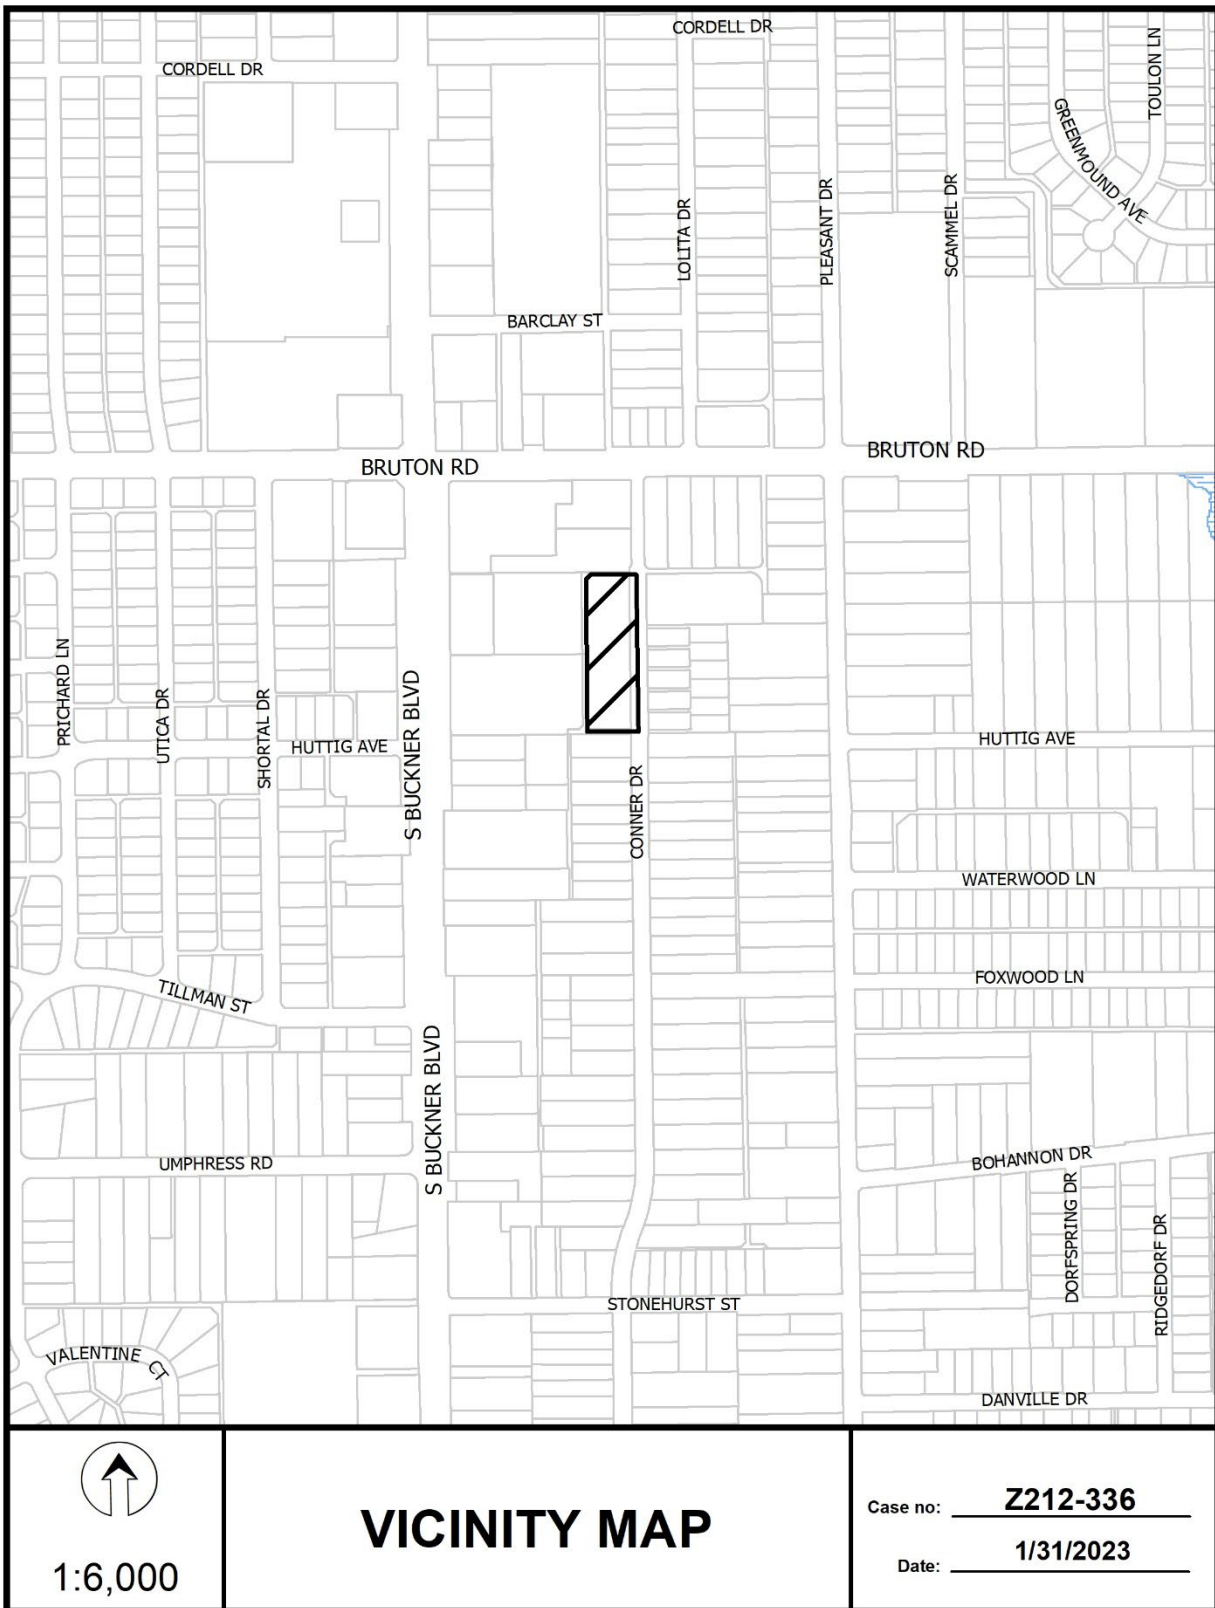 CORDELL DR
CORDELL DR
TOULON LN
GREENMOUND AVE
LOLITA DR
PLEASANT DR
SCAMMEL DR
BARCLAY ST
BRUTON RD
BRUTON RD
PRICHARD LN
UTICA DR
SHORTAL DR
HUTTIG AVE
S BUCKNER BLVD
CONNER DR
HUTTIG AVE
WATERWOOD LN
FOXWOOD LN
TILLMAN ST
S BUCKNER BLVD
UMPHRESS RD
BOHANNON DR
DORFSPRING DR
RIDGEDORF DR
STONEHURST ST
VALENTINE CT
DANVILLE DR
1:6,000
VICINITY MAP
Case no: Z212-336
Date: 1/31/2023